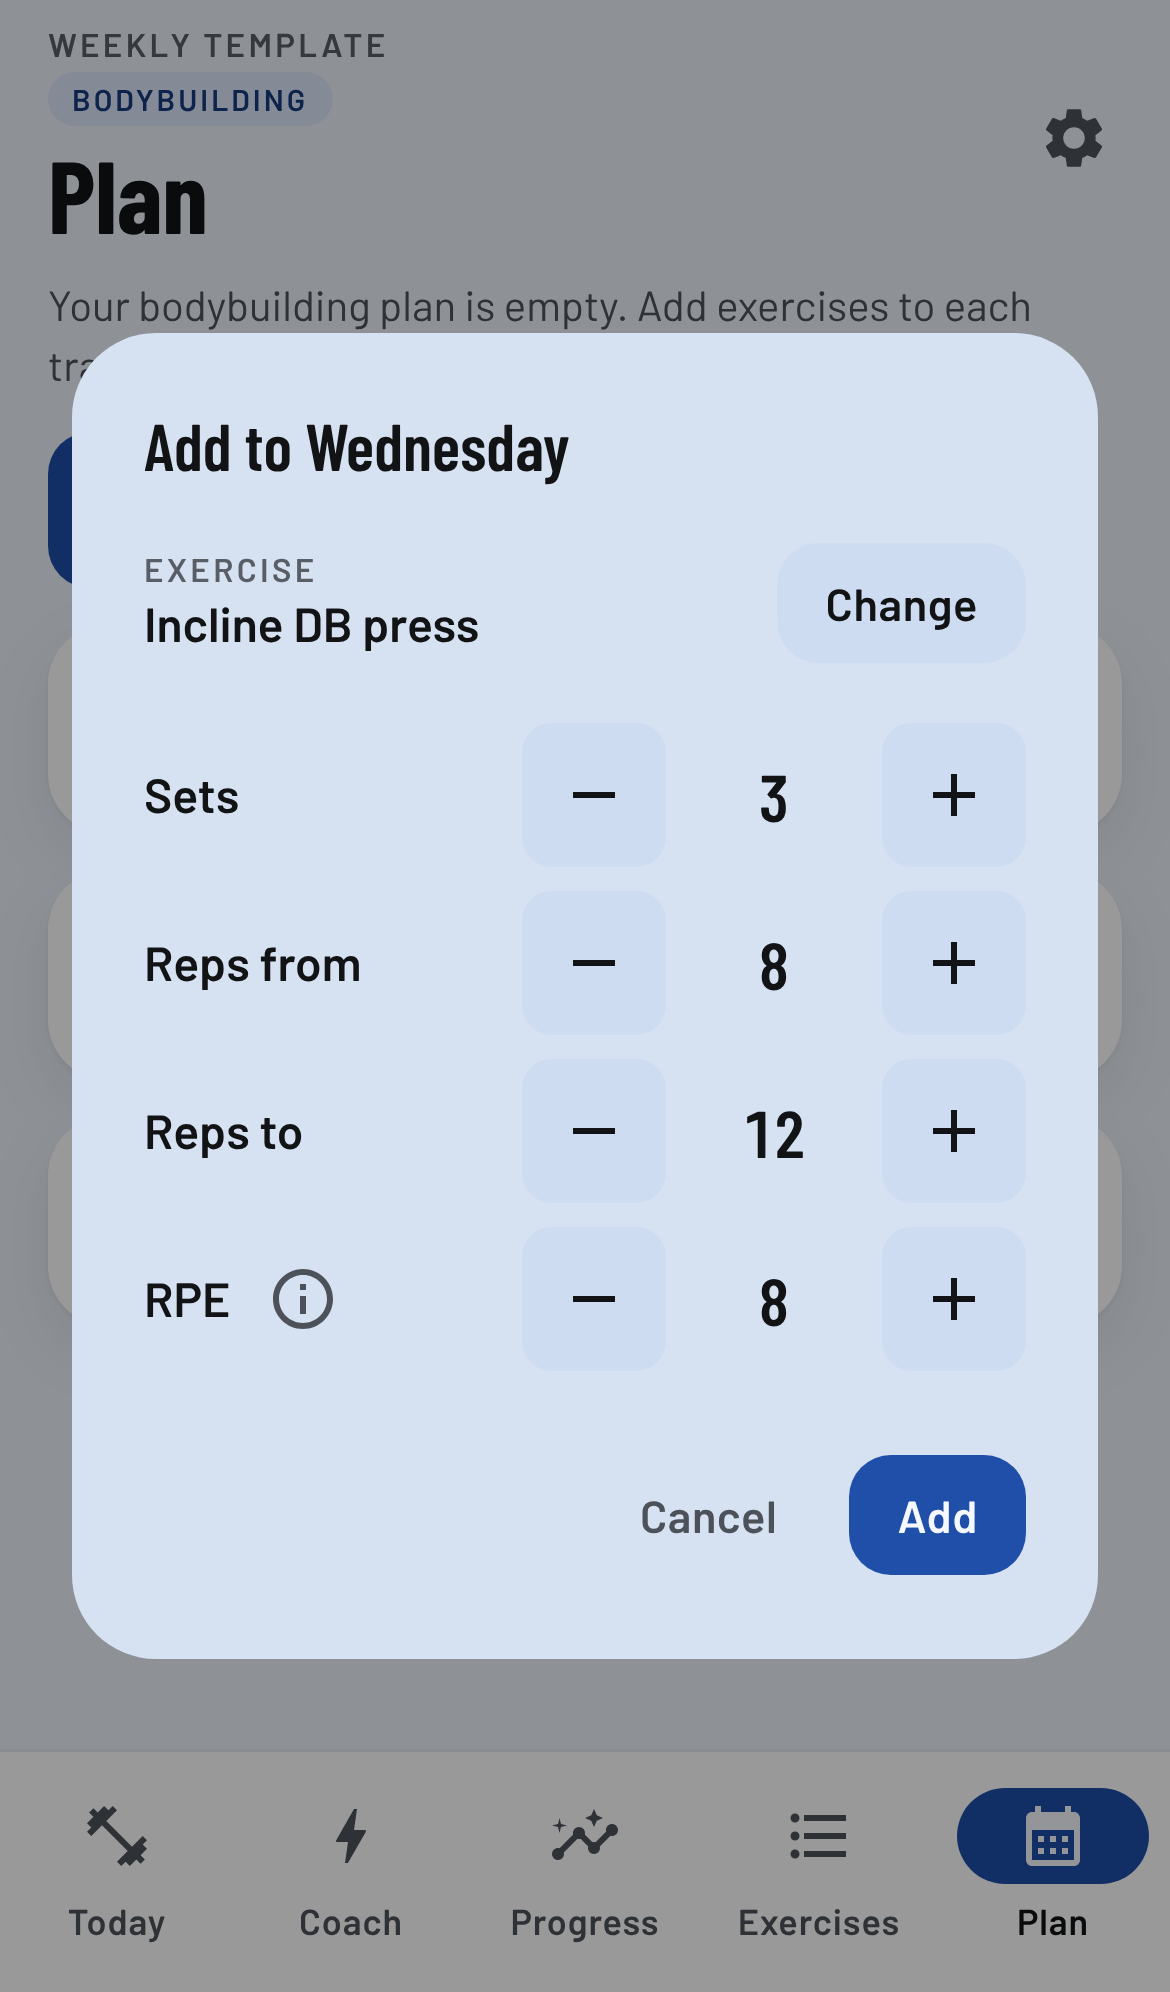 WEEKLY TEMPLATE
BODYBUILDING
Plan
Your bodybuilding plan is empty. Add exercises to each
Add to Wednesday
EXERCISE
Incline DB press
Change
Sets
3
Reps from
8
Reps to
12
RPE
8
Cancel
Add
Today
Coach
Progress
Exercises
Plan